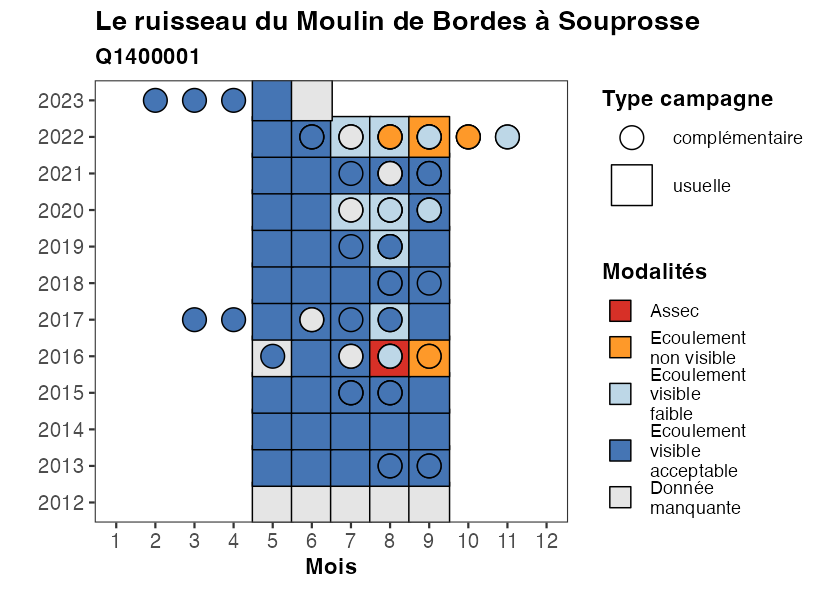 Le ruisseau du Moulin de Bordes à Souprosse
Q1400001
2023
2022
2021
2020
2019
2018
2017
2016
2015
2014
2013
2012
1 2 3 4 5 6 7 8 9 10 11 12
Mois
Type campagne
complémentaire
usuelle
Modalités
Assec
Ecoulement
non visible
Ecoulement
visible
faible
Ecoulement
visible
acceptable
Donnée
manquante